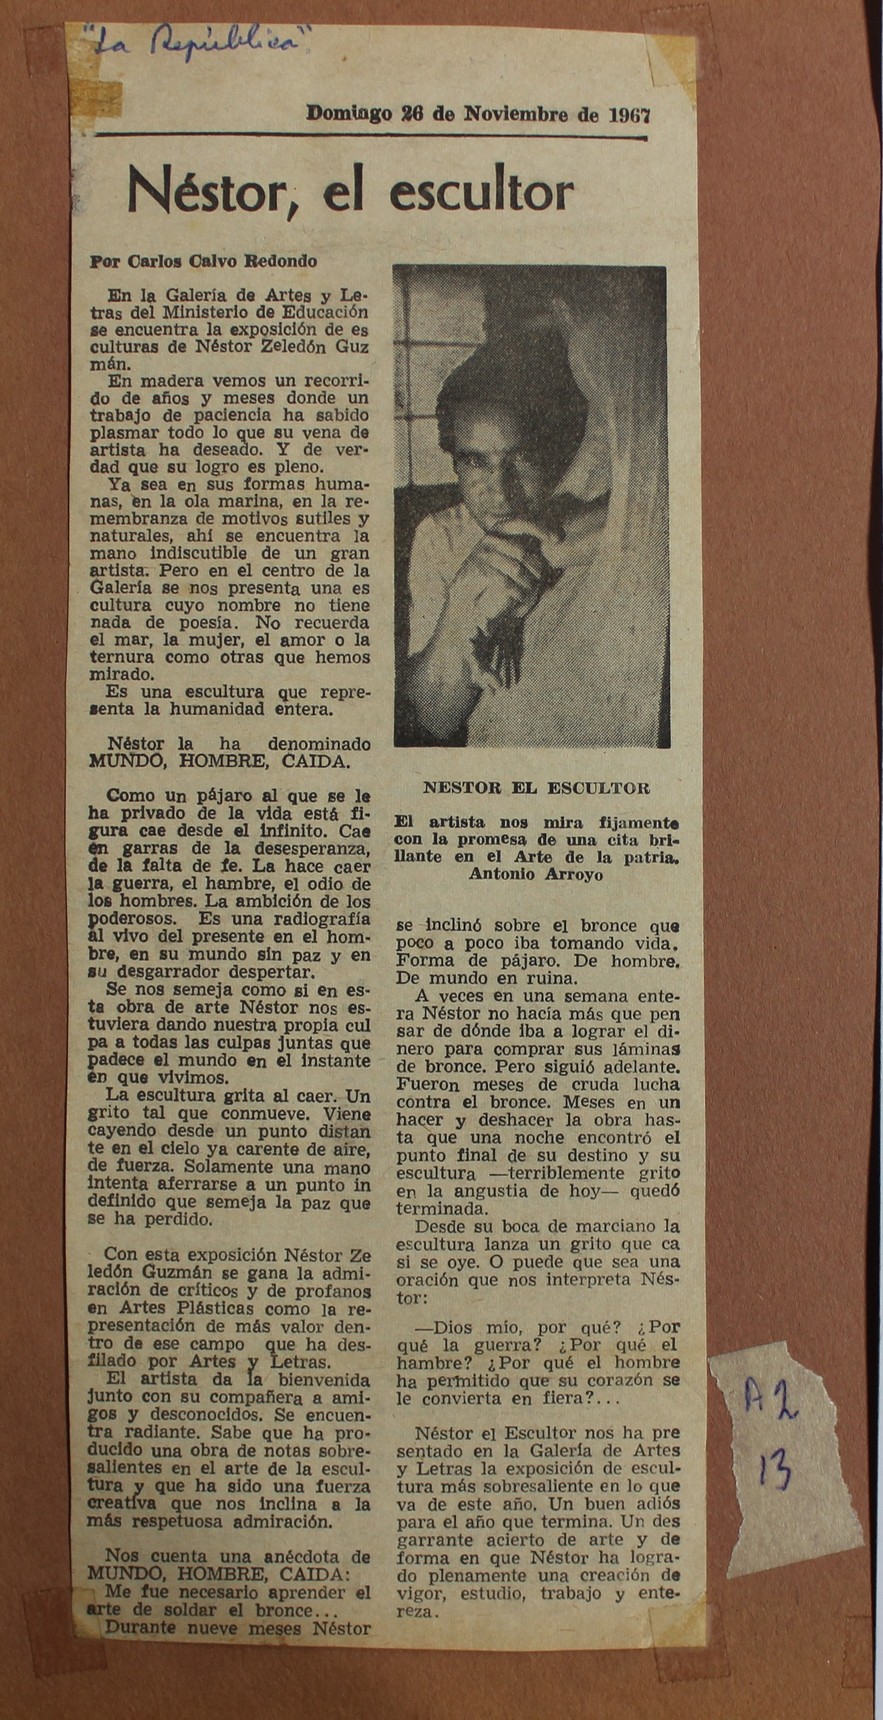 "La República"
Domingo 26 de Noviembre de 1967
Néstor, el escultor
Por Carlos Calvo Redondo
En la Galería de Artes y Le-
tras del Ministerio de Educación
se encuentra la exposición de es
culturas de Néstor Zeledón Guz
mán.
En madera vemos un recorri-
do de años y meses donde un
trabajo de paciencia ha sabido
plasmar todo lo que su vena de
artista ha deseado. Y de ver-
dad que su logro es pleno.
Ya sea en sus formas huma-
nas, en la ola marina, en la re-
membranza de motivos sutiles y
naturales, ahí se encuentra la
mano indiscutible de un gran
artista. Pero en el centro de la
Galería se nos presenta una es
cultura cuyo nombre no tiene
nada de poesía. No recuerda
el mar, la mujer, el amor o la
ternura como otras que hemos
mirado.
Es una escultura que repre-
senta la humanidad entera.
Néstor la ha denominado
MUNDO, HOMBRE, CAIDA.
Como un pájaro al que se le
ha privado de la vida está fi-
gura cae desde el infinito. Cae
en garras de la desesperanza,
de la falta de fe. La hace caer
la guerra, el hambre, el odio de
los hombres. La ambición de los
poderosos. Es una radiografía
al vivo del presente en el hom-
bre, en su mundo sin paz y en
su desgarrador despertar.
Se nos semeja como si en es-
ta obra de arte Néstor nos es-
tuviera dando nuestra propia cul
pa a todas las culpas juntas que
padece el mundo en el instante
en que vivimos.
La escultura grita al caer. Un
grito tal que conmueve. Viene
cayendo desde un punto distan
te en el cielo ya carente de aire,
de fuerza. Solamente una mano
intenta aferrarse a un punto in
definido que semeja la paz que
se ha perdido.
Con esta exposición Néstor Ze
ledón Guzmán se gana la admi-
ración de críticos y de profanos
en Artes Plásticas como la re-
presentación de más valor den-
tro de ese campo que ha des-
filado por Artes y Letras.
El artista da la bienvenida
junto con su compañera a ami-
gos y desconocidos. Se encuen-
tra radiante. Sabe que ha pro-
ducido una obra de notas sobre-
salientes en el arte de la escul-
tura y que ha sido una fuerza
creativa que nos inclina a la
más respetuosa admiración.
Nos cuenta una anécdota de
MUNDO, HOMBRE, CAIDA:
Me fue necesario aprender el
arte de soldar el bronce...
Durante nueve meses Néstor
NESTOR EL ESCULTOR
El artista nos mira fijamente
con la promesa de una cita bri-
llante en el Arte de la patria.
Antonio Arroyo
se inclinó sobre el bronce que
poco a poco iba tomando vida.
Forma de pájaro. De hombre.
De mundo en ruina.
A veces en una semana ente-
ra Néstor no hacía más que pen
sar de dónde iba a lograr el di-
nero para comprar sus láminas
de bronce. Pero siguió adelante.
Fueron meses de cruda lucha
contra el bronce. Meses en un
hacer y deshacer la obra has-
ta que una noche encontró el
punto final de su destino y su
escultura —terriblemente grito
en la angustia de hoy— quedó
terminada.
Desde su boca de marciano la
escultura lanza un grito que ca
si se oye. O puede que sea una
oración que nos interpreta Nés-
tor:
—Dios mío, por qué? ¿Por
qué la guerra? ¿Por qué el
hambre? ¿Por qué el hombre
ha permitido que su corazón se
le convierta en fiera?...
Néstor el Escultor nos ha pre
sentado en la Galería de Artes
y Letras la exposición de escul-
tura más sobresaliente en lo que
va de este año. Un buen adiós
para el año que termina. Un des
garrante acierto de arte y de
forma en que Néstor ha logra-
do plenamente una creación de
vigor, estudio, trabajo y ente-
reza.
A2
13